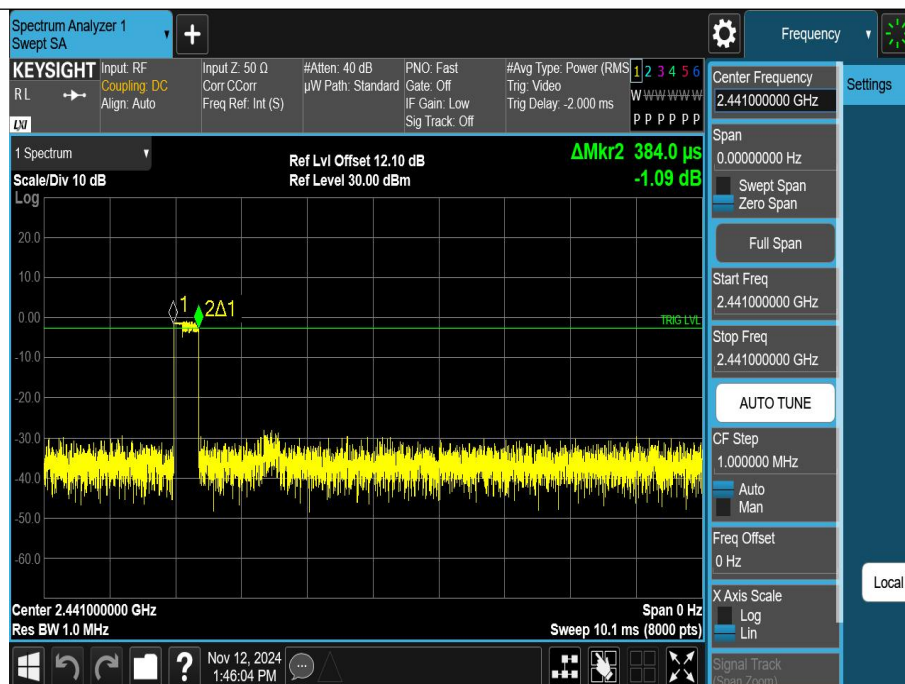 Spectrum Analyzer 1
Swept SA
Frequency
KEYSIGHT
RL
LXI
Input: RF
Coupling: DC
Align: Auto
Input Z: 50 Ω
Corr CCorr
Freq Ref: Int (S)
#Atten: 40 dB
µW Path: Standard
PNO: Fast
Gate: Off
IF Gain: Low
Sig Track: Off
#Avg Type: Power (RMS
Trig: Video
Trig Delay: -2.000 ms
1 2 3 4 5 6
W W W W W W
P P P P P P
1 Spectrum
Scale/Div 10 dB
Ref Lvl Offset 12.10 dB
Ref Level 30.00 dBm
ΔMkr2 384.0 µs
-1.09 dB
Log
20.0
10.0
0.00
-10.0
-20.0
-30.0
-40.0
-50.0
-60.0
1
2Δ1
TRIG LVL
Center 2.441000000 GHz
Res BW 1.0 MHz
Span 0 Hz
Sweep 10.1 ms (8000 pts)
Nov 12, 2024
1:46:04 PM
Center Frequency
2.441000000 GHz
Span
0.00000000 Hz
Swept Span
Zero Span
Full Span
Start Freq
2.441000000 GHz
Stop Freq
2.441000000 GHz
AUTO TUNE
CF Step
1.000000 MHz
Auto
Man
Freq Offset
0 Hz
X Axis Scale
Log
Lin
Signal Track
(Span Zoom)
Settings
Local